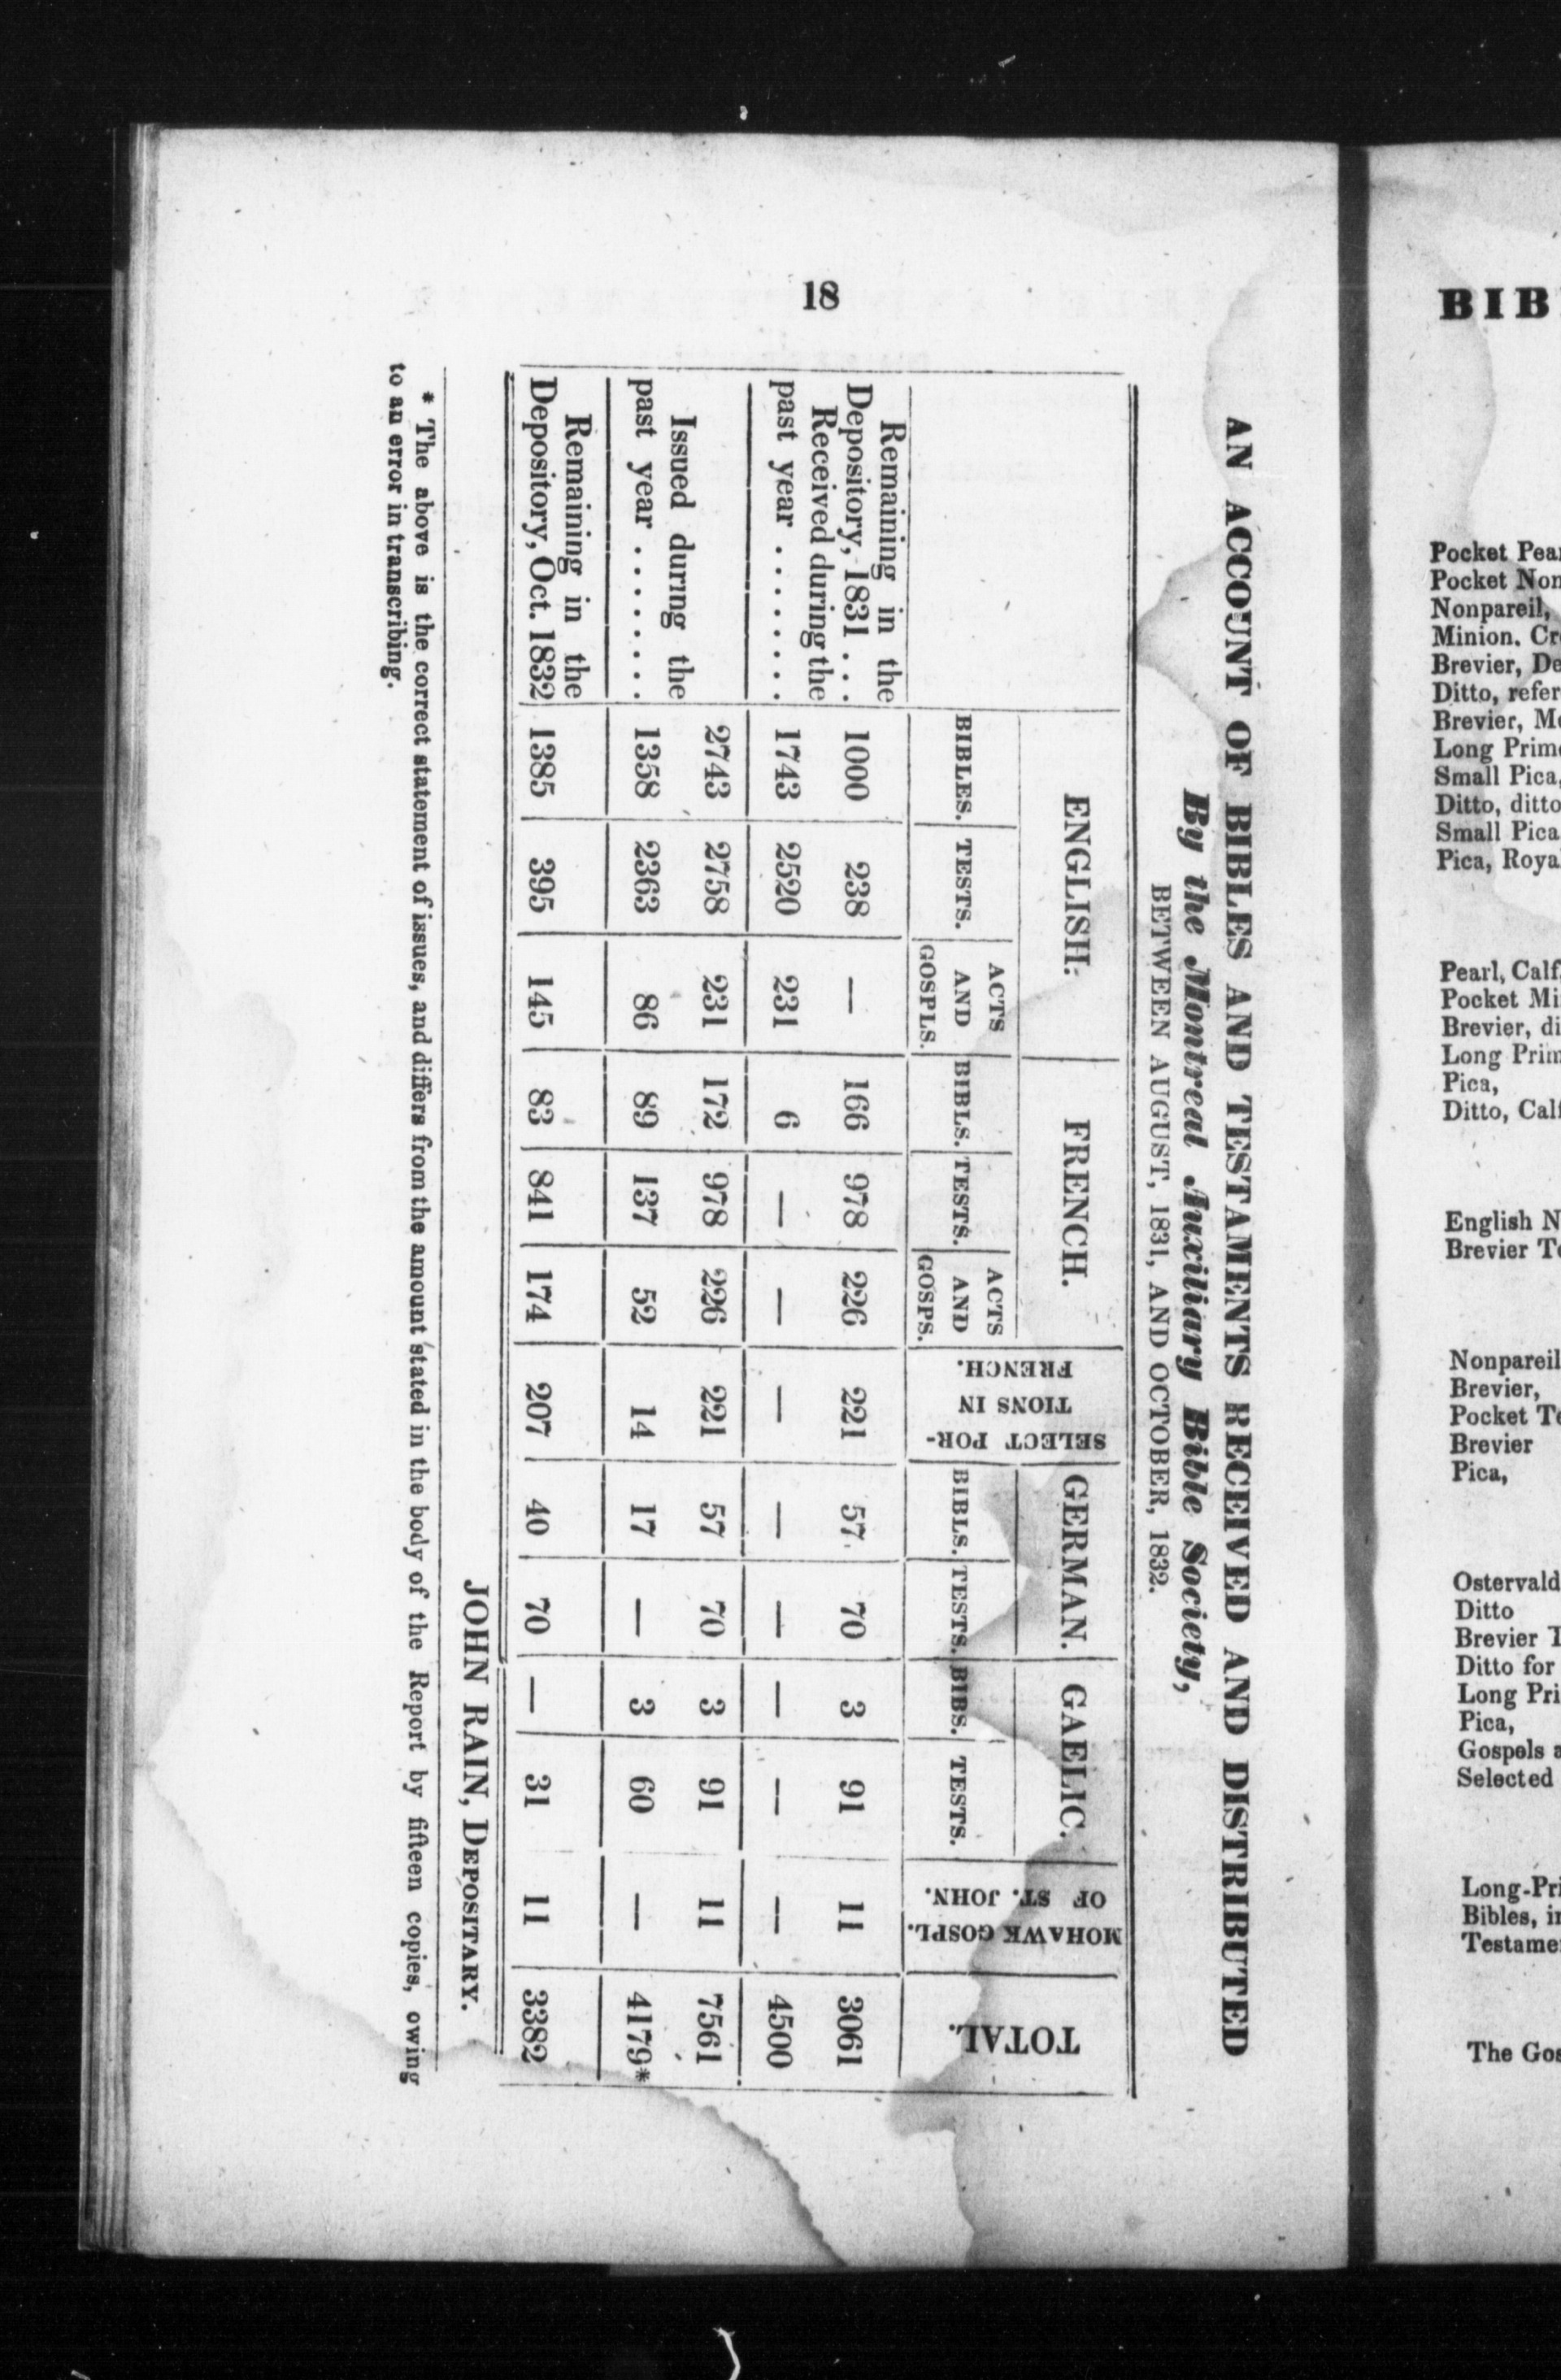 18
AN ACCOUNT OF BIBLES AND TESTAMENTS RECEIVED AND DISTRIBUTED
By the Montreal Auxiliary Bible Society,
BETWEEN AUGUST, 1831, AND OCTOBER, 1832.
ENGLISH. FRENCH. SELECT PORTIONS IN FRENCH. GERMAN. GAELIC. MOHAWK GOSPL. OF ST. JOHN. TOTAL.
BIBLES. TESTS. ACTS AND GOSPLS. BIBLS. TESTS. ACTS AND GOSPS. BIBLS. TESTS. BIBS. TESTS.
Remaining in the
Depository, 1831 . . . 1000 238 — 166 978 226 221 57 70 3 91 11 3061
Received during the
past year . . . . . . . 1743 2520 231 6 — — — — — — — — 4500
2743 2758 231 172 978 226 221 57 70 3 91 11 7561
Issued during the
past year . . . . . . . 1358 2363 86 89 137 52 14 17 — 3 60 — 4179*
Remaining in the
Depository, Oct. 1832 1385 395 145 83 841 174 207 40 70 — 31 11 3382
JOHN RAIN, DEPOSITARY.
* The above is the correct statement of issues, and differs from the amount stated in the body of the Report by fifteen copies, owing
to an error in transcribing.
BIB
Pocket Pea
Pocket Non
Nonpareil,
Minion. Cr
Brevier, De
Ditto, refer
Brevier, Mo
Long Prim
Small Pica,
Ditto, ditto
Small Pica
Pica, Roya
Pearl, Calf
Pocket Mi
Brevier, di
Long Prim
Pica,
Ditto, Calf
English N
Brevier Te
Nonpareil
Brevier,
Pocket Te
Brevier
Pica,
Ostervald
Ditto
Brevier T
Ditto for
Long Pri
Pica,
Gospels a
Selected
Long-Pri
Bibles, in
Testame
The Gos